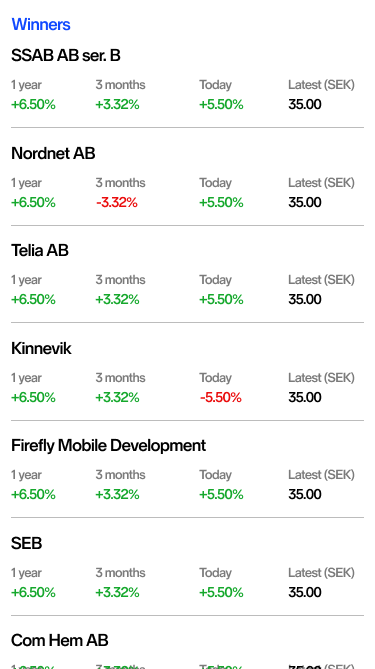 Winners
SSAB AB ser. B
1 year 3 months Today Latest (SEK)
+6.50% +3.32% +5.50% 35.00
Nordnet AB
1 year 3 months Today Latest (SEK)
+6.50% -3.32% +5.50% 35.00
Telia AB
1 year 3 months Today Latest (SEK)
+6.50% +3.32% +5.50% 35.00
Kinnevik
1 year 3 months Today Latest (SEK)
+6.50% +3.32% -5.50% 35.00
Firefly Mobile Development
1 year 3 months Today Latest (SEK)
+6.50% +3.32% +5.50% 35.00
SEB
1 year 3 months Today Latest (SEK)
+6.50% +3.32% +5.50% 35.00
Com Hem AB